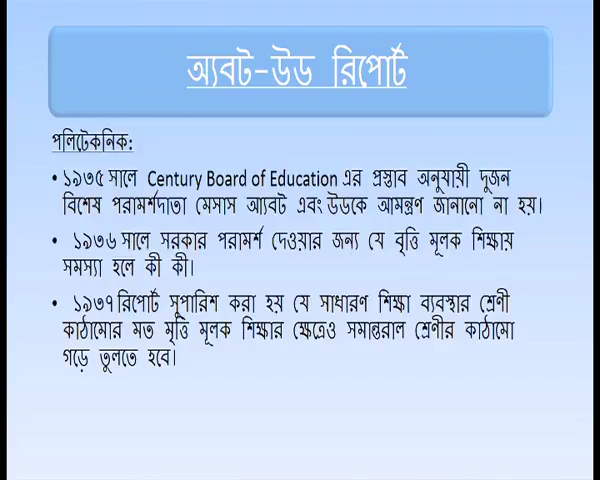 অ্যবট-উড রিপোর্ট
পলিটেকনিক:
• ১৯৩৫ সালে Century Board of Education এর প্রস্তাব অনুযায়ী দুজন
বিশেষ পরামর্শদাতা মেসাস আ্যবট এবং উডকে আমন্ত্রণ জানানো না হয়।
• ১৯৩৬ সালে সরকার পরামর্শ দেওয়ার জন্য যে বৃত্তি মূলক শিক্ষায়
সমস্যা হলে কী কী।
• ১৯৩৭ রিপোর্ট সুপারিশ করা হয় যে সাধারণ শিক্ষা ব্যবস্থার শ্রেণী
কাঠামোর মত মৃত্তি মূলক শিক্ষার ক্ষেত্রেও সমান্তরাল শ্রেণীর কাঠামো
গড়ে তুলতে হবে।